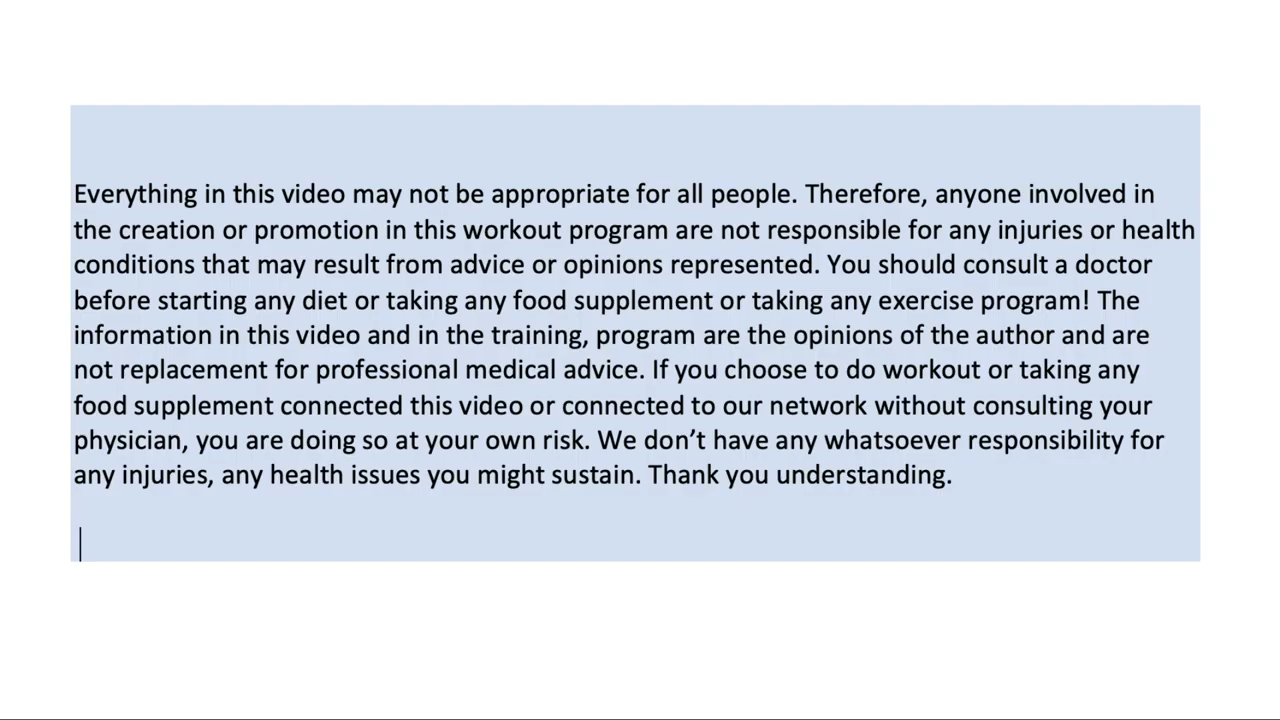 Everything in this video may not be appropriate for all people. Therefore, anyone involved in
the creation or promotion in this workout program are not responsible for any injuries or health
conditions that may result from advice or opinions represented. You should consult a doctor
before starting any diet or taking any food supplement or taking any exercise program! The
information in this video and in the training, program are the opinions of the author and are
not replacement for professional medical advice. If you choose to do workout or taking any
food supplement connected this video or connected to our network without consulting your
physician, you are doing so at your own risk. We don’t have any whatsoever responsibility for
any injuries, any health issues you might sustain. Thank you understanding.